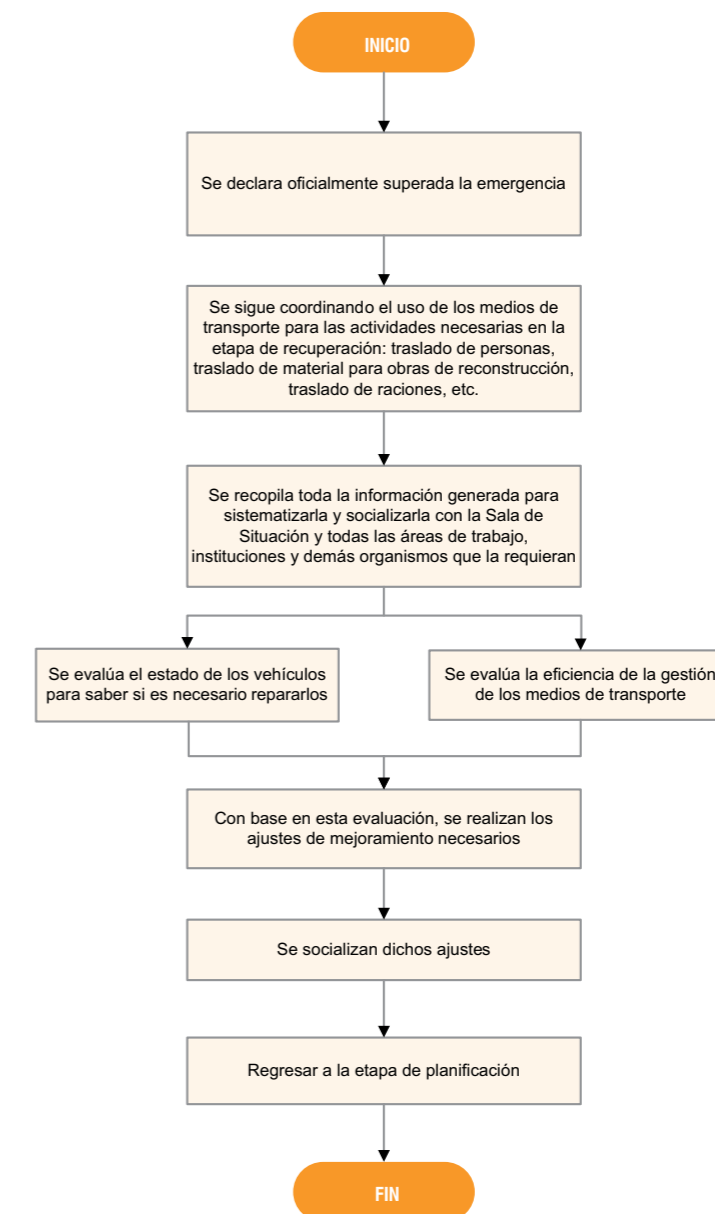 INICIO
Se declara oficialmente superada la emergencia
Se sigue coordinando el uso de los medios de
transporte para las actividades necesarias en la
etapa de recuperación: traslado de personas,
traslado de material para obras de reconstrucción,
traslado de raciones, etc.
Se recopila toda la información generada para
sistematizarla y socializarla con la Sala de
Situación y todas las áreas de trabajo,
instituciones y demás organismos que la requieran
Se evalúa el estado de los vehículos
para saber si es necesario repararlos
Se evalúa la eficiencia de la gestión
de los medios de transporte
Con base en esta evaluación, se realizan los
ajustes de mejoramiento necesarios
Se socializan dichos ajustes
Regresar a la etapa de planificación
FIN